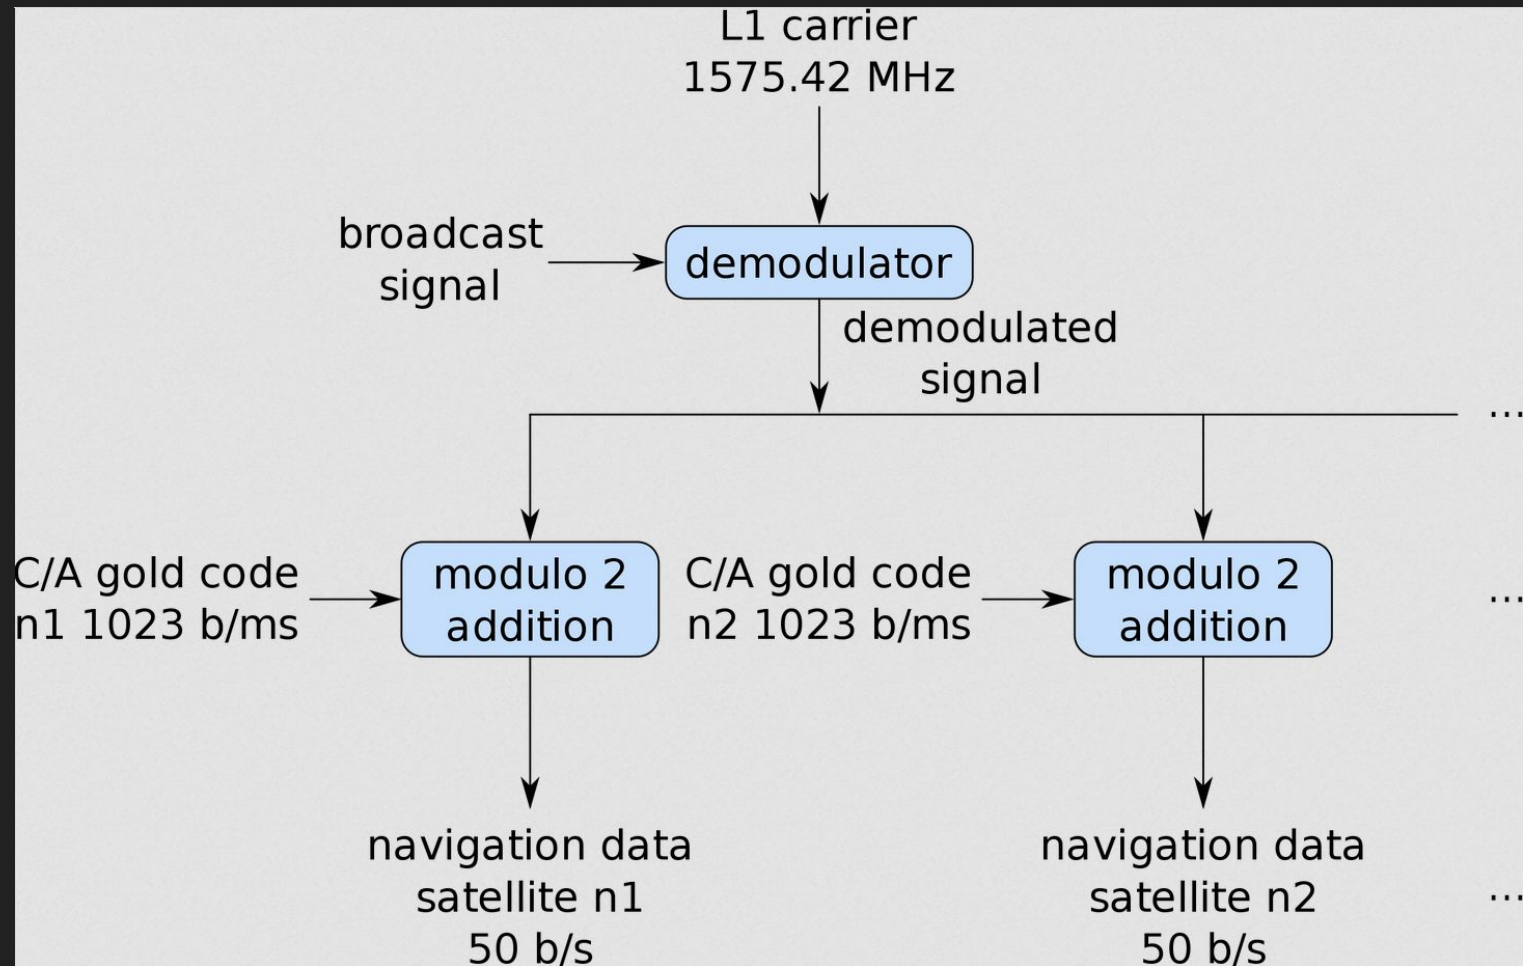 L1 carrier
1575.42 MHz
broadcast
signal
demodulator
demodulated
signal
...
C/A gold code
n1 1023 b/ms
modulo 2
addition
C/A gold code
n2 1023 b/ms
modulo 2
addition
...
navigation data
satellite n1
50 b/s
navigation data
satellite n2
50 b/s
...